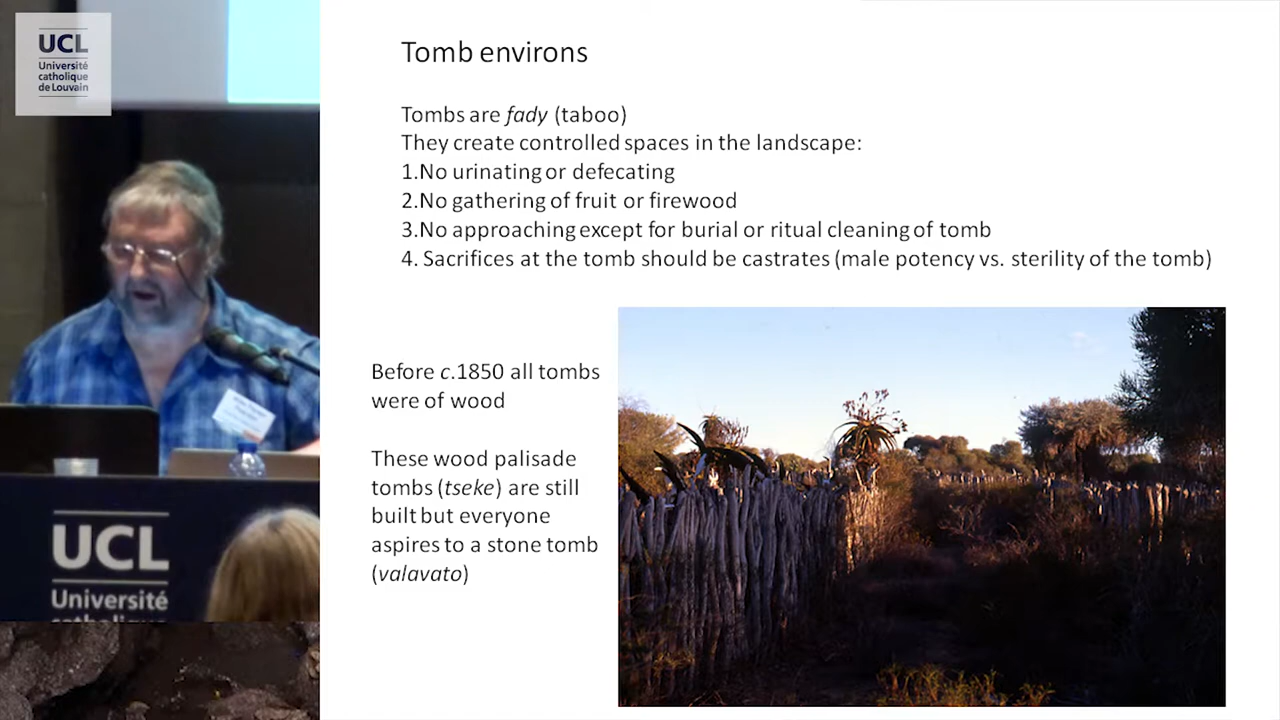 UCL
Université
catholique
de Louvain
Tomb environs
Tombs are fady (taboo)
They create controlled spaces in the landscape:
1.No urinating or defecating
2.No gathering of fruit or firewood
3.No approaching except for burial or ritual cleaning of tomb
4. Sacrifices at the tomb should be castrates (male potency vs. sterility of the tomb)
Before c.1850 all tombs
were of wood
These wood palisade
tombs (tseke) are still
built but everyone
aspires to a stone tomb
(valavato)
UCL
Université
catholique